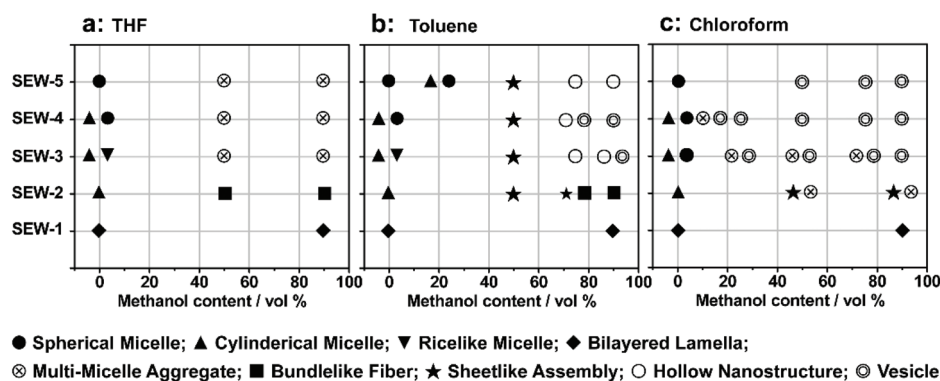 a: THF
b: Toluene
c: Chloroform
SEW-5
SEW-4
SEW-3
SEW-2
SEW-1
0 20 40 60 80 100
0 20 40 60 80 100
0 20 40 60 80 100
Methanol content / vol %
Methanol content / vol %
Methanol content / vol %
Spherical Micelle; Cylinderical Micelle; Ricelike Micelle; Bilayered Lamella;
Multi-Micelle Aggregate; Bundlelike Fiber; Sheetlike Assembly; Hollow Nanostructure; Vesicle